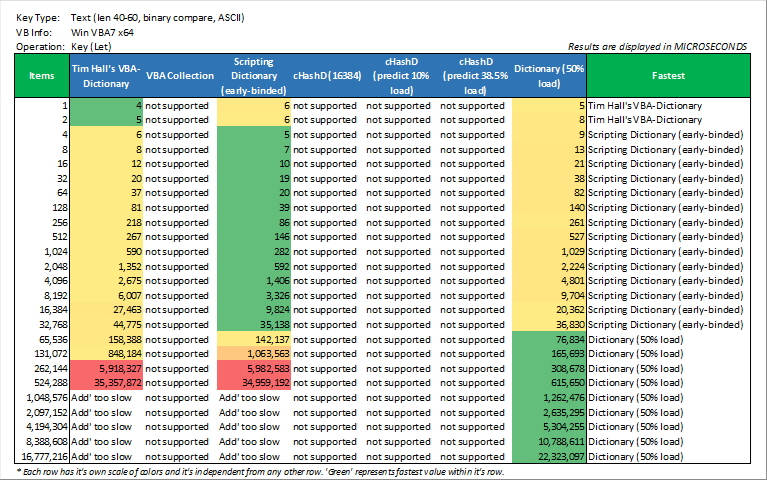 Key Type: Text (len 40-60, binary compare, ASCII)
VB Info: Win VBA7 x64
Operation: Key (Let)
Results are displayed in MICROSECONDS
Items Tim Hall's VBA-Dictionary VBA Collection Scripting Dictionary (early-binded) cHashD (16384) cHashD (predict 10% load) cHashD (predict 38.5% load) Dictionary (50% load) Fastest
1 4 not supported 6 not supported not supported not supported 5 Tim Hall's VBA-Dictionary
2 5 not supported 6 not supported not supported not supported 8 Tim Hall's VBA-Dictionary
4 6 not supported 5 not supported not supported not supported 9 Scripting Dictionary (early-binded)
8 8 not supported 7 not supported not supported not supported 13 Scripting Dictionary (early-binded)
16 12 not supported 10 not supported not supported not supported 21 Scripting Dictionary (early-binded)
32 20 not supported 19 not supported not supported not supported 38 Scripting Dictionary (early-binded)
64 37 not supported 20 not supported not supported not supported 82 Scripting Dictionary (early-binded)
128 81 not supported 39 not supported not supported not supported 140 Scripting Dictionary (early-binded)
256 218 not supported 86 not supported not supported not supported 261 Scripting Dictionary (early-binded)
512 267 not supported 146 not supported not supported not supported 527 Scripting Dictionary (early-binded)
1,024 590 not supported 282 not supported not supported not supported 1,029 Scripting Dictionary (early-binded)
2,048 1,352 not supported 592 not supported not supported not supported 2,224 Scripting Dictionary (early-binded)
4,096 2,675 not supported 1,406 not supported not supported not supported 4,801 Scripting Dictionary (early-binded)
8,192 6,007 not supported 3,326 not supported not supported not supported 9,704 Scripting Dictionary (early-binded)
16,384 27,463 not supported 9,824 not supported not supported not supported 20,362 Scripting Dictionary (early-binded)
32,768 44,775 not supported 35,138 not supported not supported not supported 36,830 Scripting Dictionary (early-binded)
65,536 158,388 not supported 142,137 not supported not supported not supported 76,834 Dictionary (50% load)
131,072 848,184 not supported 1,063,563 not supported not supported not supported 165,693 Dictionary (50% load)
262,144 5,918,327 not supported 5,982,583 not supported not supported not supported 308,678 Dictionary (50% load)
524,288 35,357,872 not supported 34,959,192 not supported not supported not supported 615,650 Dictionary (50% load)
1,048,576 Add' too slow not supported Add' too slow not supported not supported not supported 1,262,476 Dictionary (50% load)
2,097,152 Add' too slow not supported Add' too slow not supported not supported not supported 2,635,295 Dictionary (50% load)
4,194,304 Add' too slow not supported Add' too slow not supported not supported not supported 5,304,255 Dictionary (50% load)
8,388,608 Add' too slow not supported Add' too slow not supported not supported not supported 10,788,611 Dictionary (50% load)
16,777,216 Add' too slow not supported Add' too slow not supported not supported not supported 22,323,097 Dictionary (50% load)
* Each row has it's own scale of colors and it's independent from any other row. 'Green' represents fastest value within it's row.